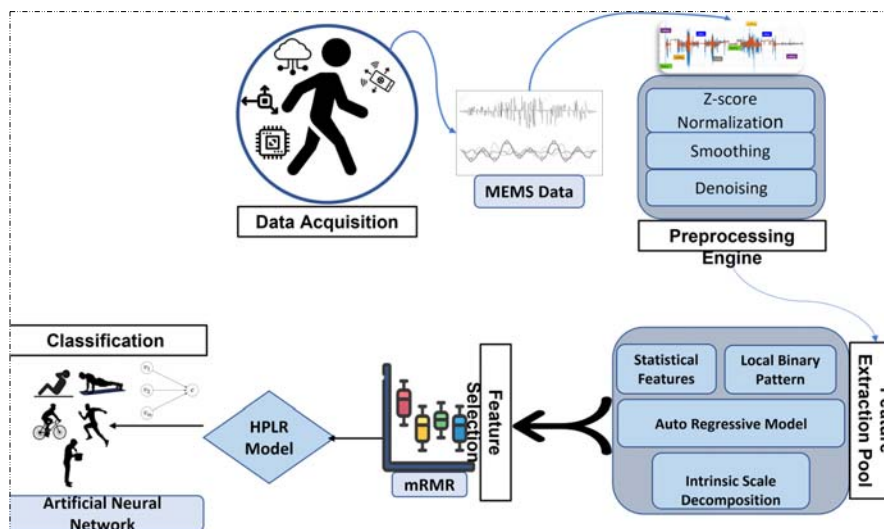 Z-score
Normalization
Smoothing
Denoising
MEMS Data
Data Acquisition
Preprocessing
Engine
Classification
Statistical
Features
Local Binary
Pattern
Auto Regressive Model
Intrinsic Scale
Decomposition
Feature
Extraction Pool
Feature
Selection
mRMR
HPLR
Model
Artificial Neural
Network